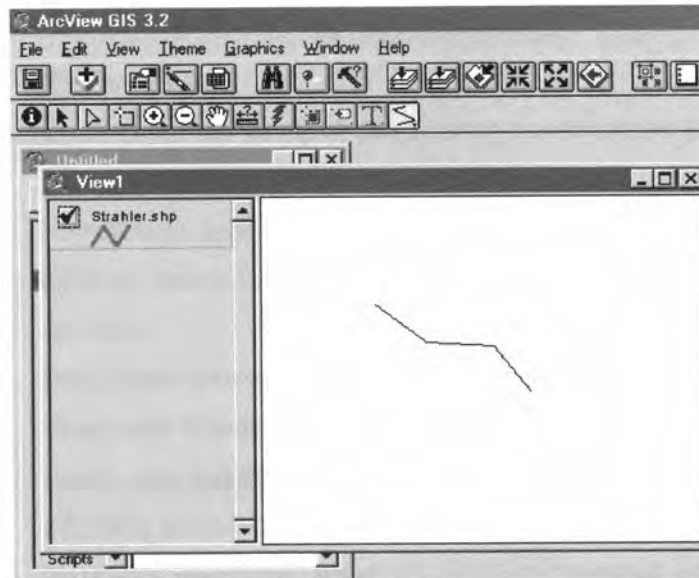 ArcView GIS 3.2
File Edit View Theme Graphics Window Help
Untitled
View1
Strahler.shp
Scripts